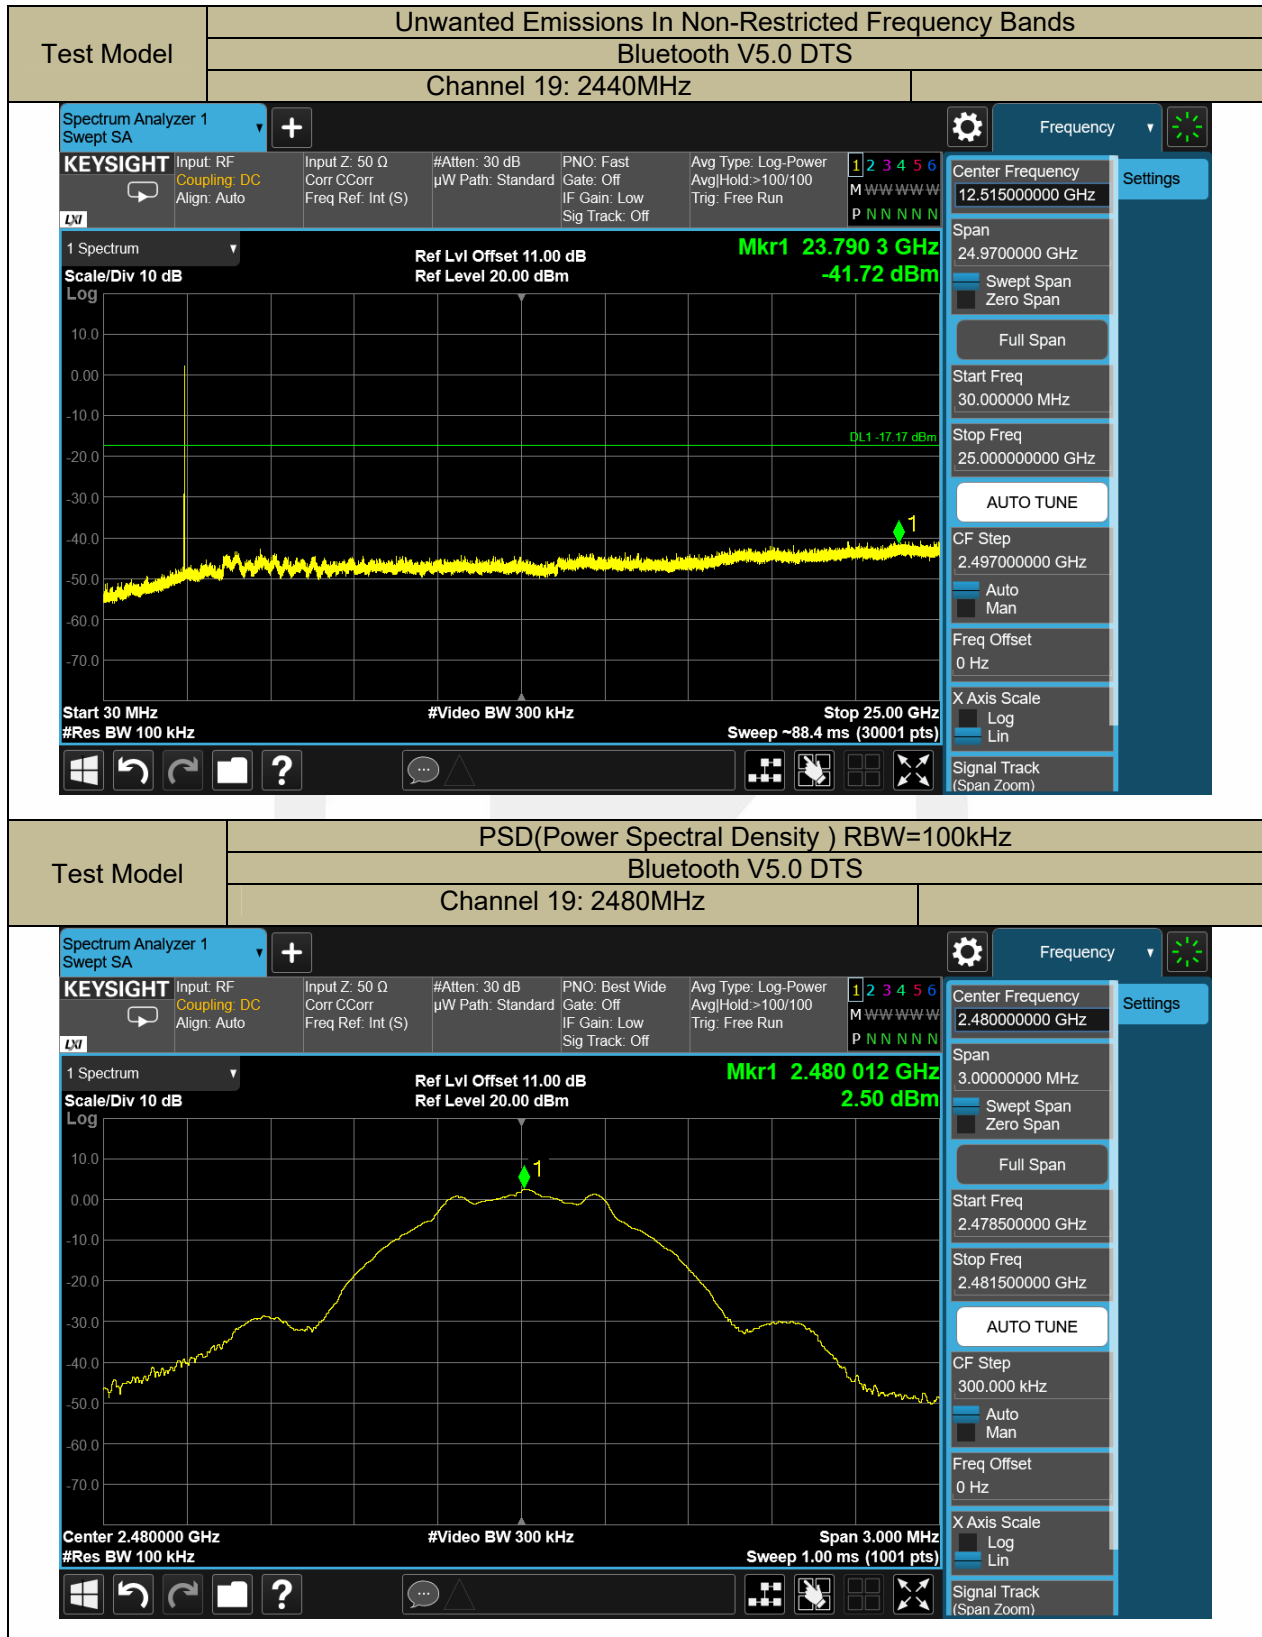 Test Model
Unwanted Emissions In Non-Restricted Frequency Bands
Bluetooth V5.0 DTS
Channel 19: 2440MHz
Spectrum Analyzer 1
Swept SA
Frequency
KEYSIGHT
LXI
Input: RF
Coupling: DC
Align: Auto
Input Z: 50 Ω
Corr CCorr
Freq Ref: Int (S)
#Atten: 30 dB
µW Path: Standard
PNO: Fast
Gate: Off
IF Gain: Low
Sig Track: Off
Avg Type: Log-Power
Avg|Hold:>100/100
Trig: Free Run
1 2 3 4 5 6
M W W W W W
P N N N N N
1 Spectrum
Scale/Div 10 dB
Log
Ref Lvl Offset 11.00 dB
Ref Level 20.00 dBm
Mkr1 23.790 3 GHz
-41.72 dBm
10.0
0.00
-10.0
-20.0
-30.0
-40.0
-50.0
-60.0
-70.0
DL1 -17.17 dBm
1
Start 30 MHz
#Res BW 100 kHz
#Video BW 300 kHz
Stop 25.00 GHz
Sweep ~88.4 ms (30001 pts)
Center Frequency
12.515000000 GHz
Settings
Span
24.9700000 GHz
Swept Span
Zero Span
Full Span
Start Freq
30.000000 MHz
Stop Freq
25.000000000 GHz
AUTO TUNE
CF Step
2.497000000 GHz
Auto
Man
Freq Offset
0 Hz
X Axis Scale
Log
Lin
Signal Track
(Span Zoom)
Test Model
PSD(Power Spectral Density ) RBW=100kHz
Bluetooth V5.0 DTS
Channel 19: 2480MHz
Spectrum Analyzer 1
Swept SA
Frequency
KEYSIGHT
LXI
Input: RF
Coupling: DC
Align: Auto
Input Z: 50 Ω
Corr CCorr
Freq Ref: Int (S)
#Atten: 30 dB
µW Path: Standard
PNO: Best Wide
Gate: Off
IF Gain: Low
Sig Track: Off
Avg Type: Log-Power
Avg|Hold:>100/100
Trig: Free Run
1 2 3 4 5 6
M W W W W W
P N N N N N
1 Spectrum
Scale/Div 10 dB
Log
Ref Lvl Offset 11.00 dB
Ref Level 20.00 dBm
Mkr1 2.480 012 GHz
2.50 dBm
10.0
0.00
-10.0
-20.0
-30.0
-40.0
-50.0
-60.0
-70.0
1
Center 2.480000 GHz
#Res BW 100 kHz
#Video BW 300 kHz
Span 3.000 MHz
Sweep 1.00 ms (1001 pts)
Center Frequency
2.480000000 GHz
Settings
Span
3.00000000 MHz
Swept Span
Zero Span
Full Span
Start Freq
2.478500000 GHz
Stop Freq
2.481500000 GHz
AUTO TUNE
CF Step
300.000 kHz
Auto
Man
Freq Offset
0 Hz
X Axis Scale
Log
Lin
Signal Track
(Span Zoom)